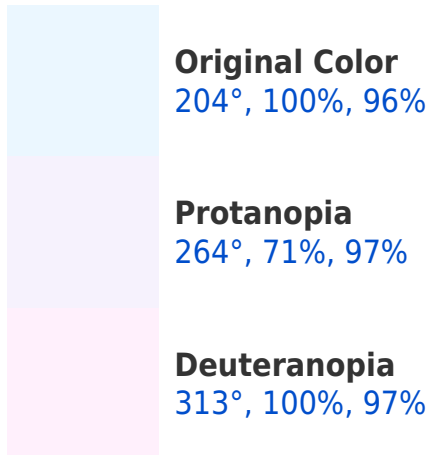 Original Color
204°, 100%, 96%
Protanopia
264°, 71%, 97%
Deuteranopia
313°, 100%, 97%